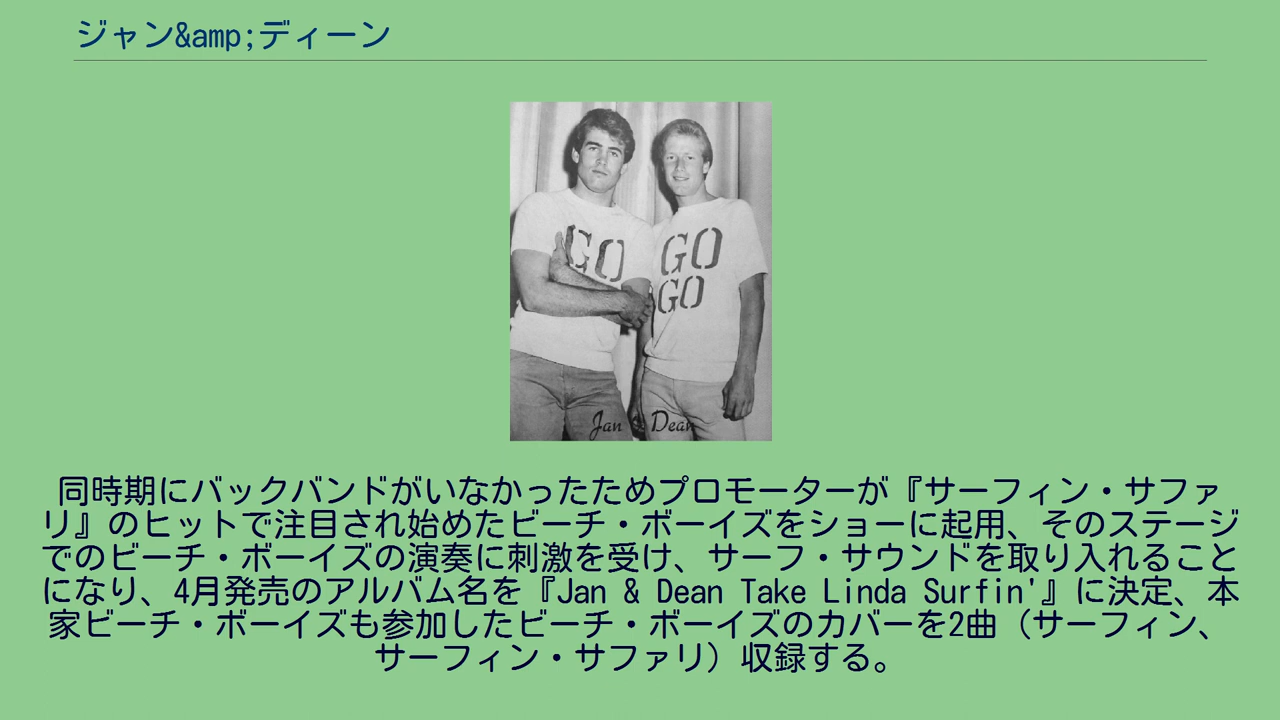 ジャン&amp;ディーン
GO
GO
GO
Jan & Dean
同時期にバックバンドがいなかったためプロモーターが『サーフィン・サファ
リ』のヒットで注目され始めたビーチ・ボーイズをショーに起用、そのステージ
でのビーチ・ボーイズの演奏に刺激を受け、サーフ・サウンドを取り入れること
になり、4月発売のアルバム名を『Jan & Dean Take Linda Surfin'』に決定、本
家ビーチ・ボーイズも参加したビーチ・ボーイズのカバーを2曲（サーフィン、
サーフィン・サファリ）収録する。